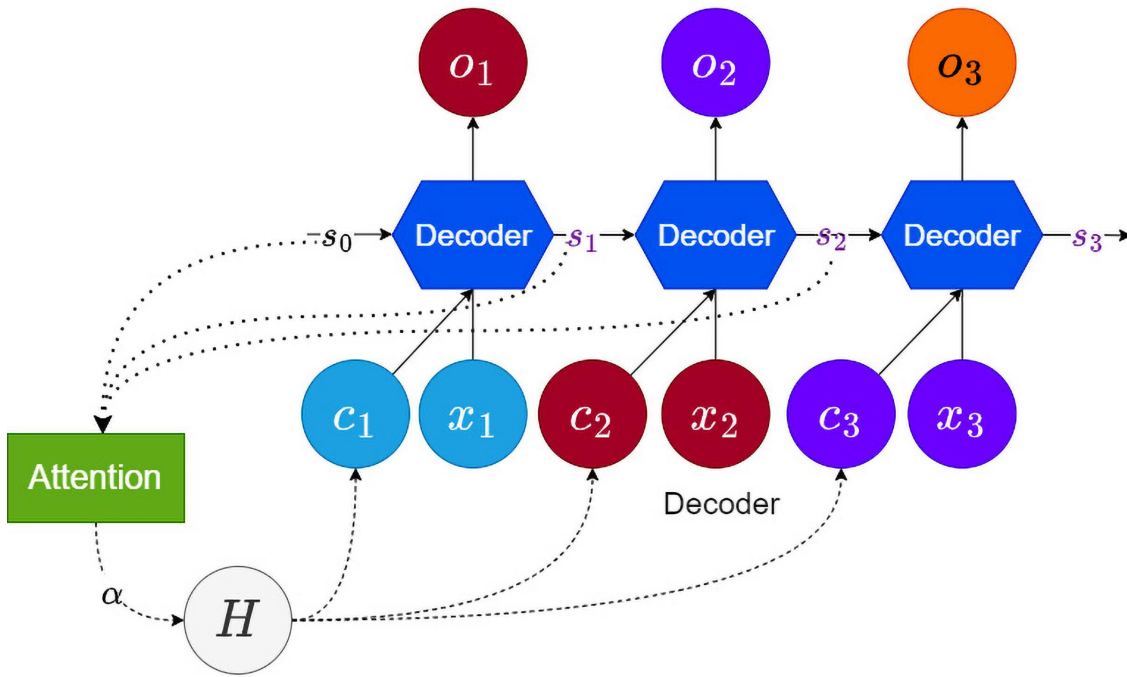 o₁ o₂ o₃
s₀ Decoder s₁ Decoder s₂ Decoder s₃
c₁ x₁ c₂ x₂ c₃ x₃
Attention
Decoder
α
H